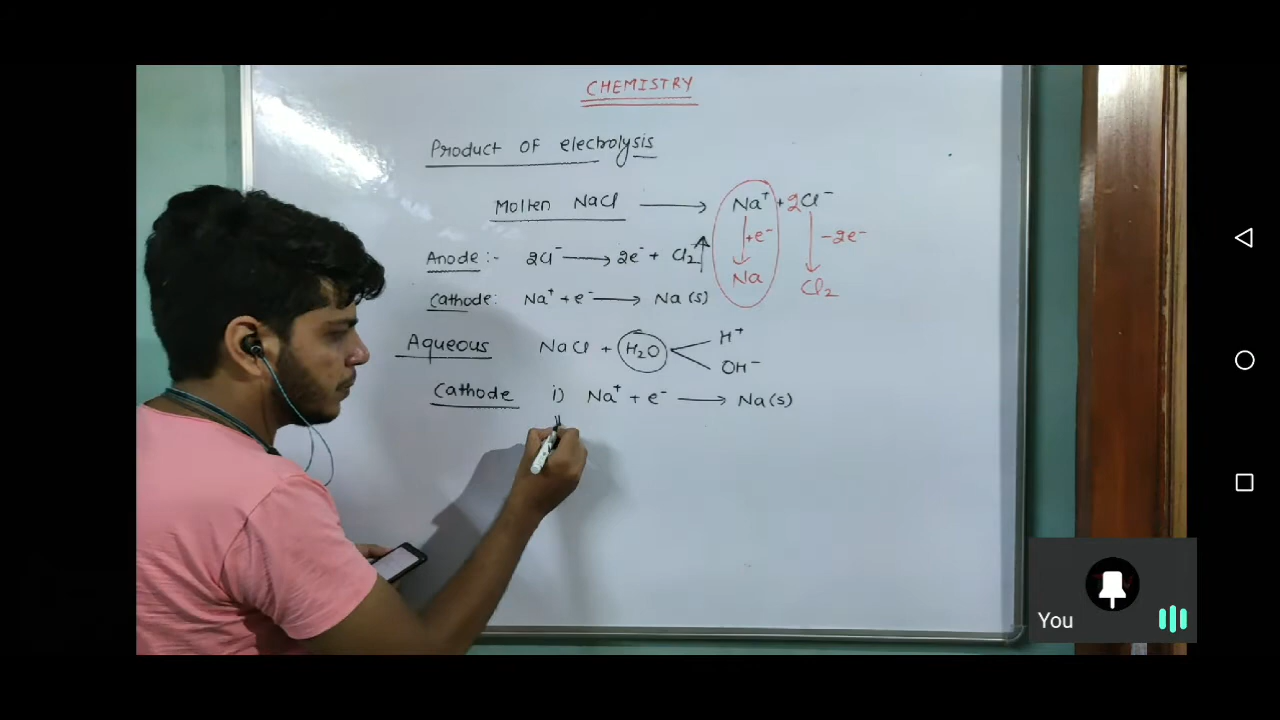 CHEMISTRY
Product OF electrolysis
Molten NaCl ⟶ Na⁺ + 2Cl⁻
+e⁻ -2e⁻
Na Cl₂
Anode :- 2Cl⁻ ⟶ 2e⁻ + Cl₂↑
Cathode: Na⁺ + e⁻ ⟶ Na(s)
Aqueous NaCl + H₂O < H⁺
OH⁻
Cathode i) Na⁺ + e⁻ ⟶ Na(s)
You